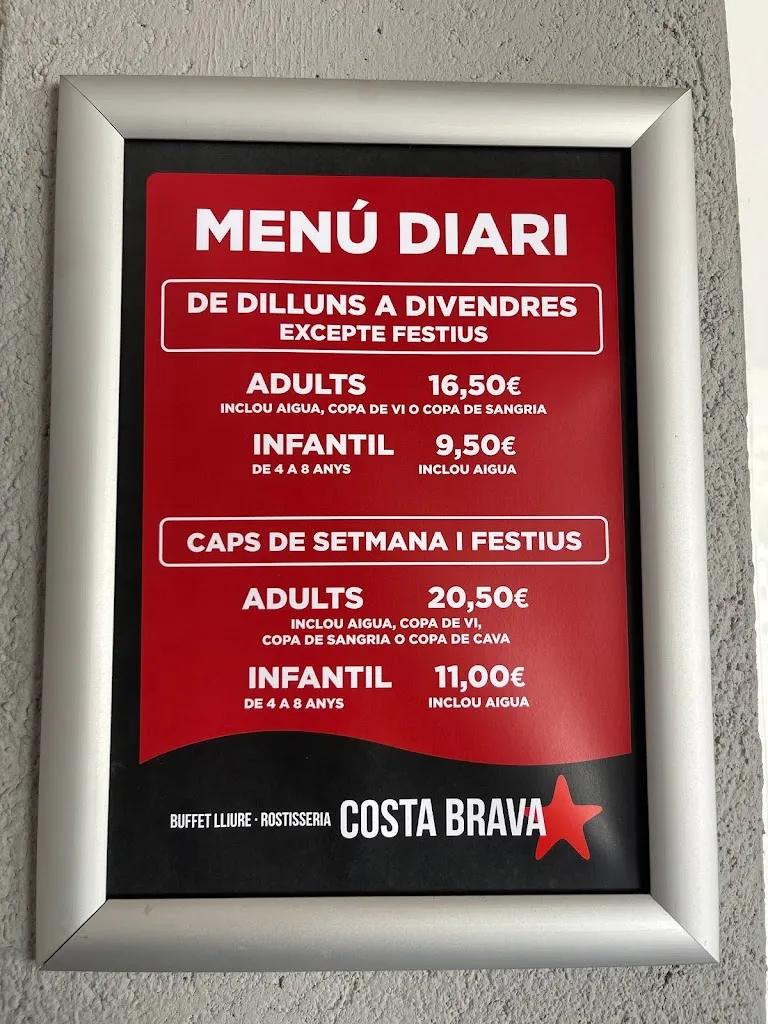 MENÚ DIARI
DE DILLUNS A DIVENDRES
EXCEPTE FESTIUS
ADULTS 16,50€
INCLOU AIGUA, COPA DE VI O COPA DE SANGRIA
INFANTIL 9,50€
DE 4 A 8 ANYS INCLOU AIGUA
CAPS DE SETMANA I FESTIUS
ADULTS 20,50€
INCLOU AIGUA, COPA DE VI,
COPA DE SANGRIA O COPA DE CAVA
INFANTIL 11,00€
DE 4 A 8 ANYS INCLOU AIGUA
BUFFET LLIURE · ROSTISSERIA COSTA BRAVA